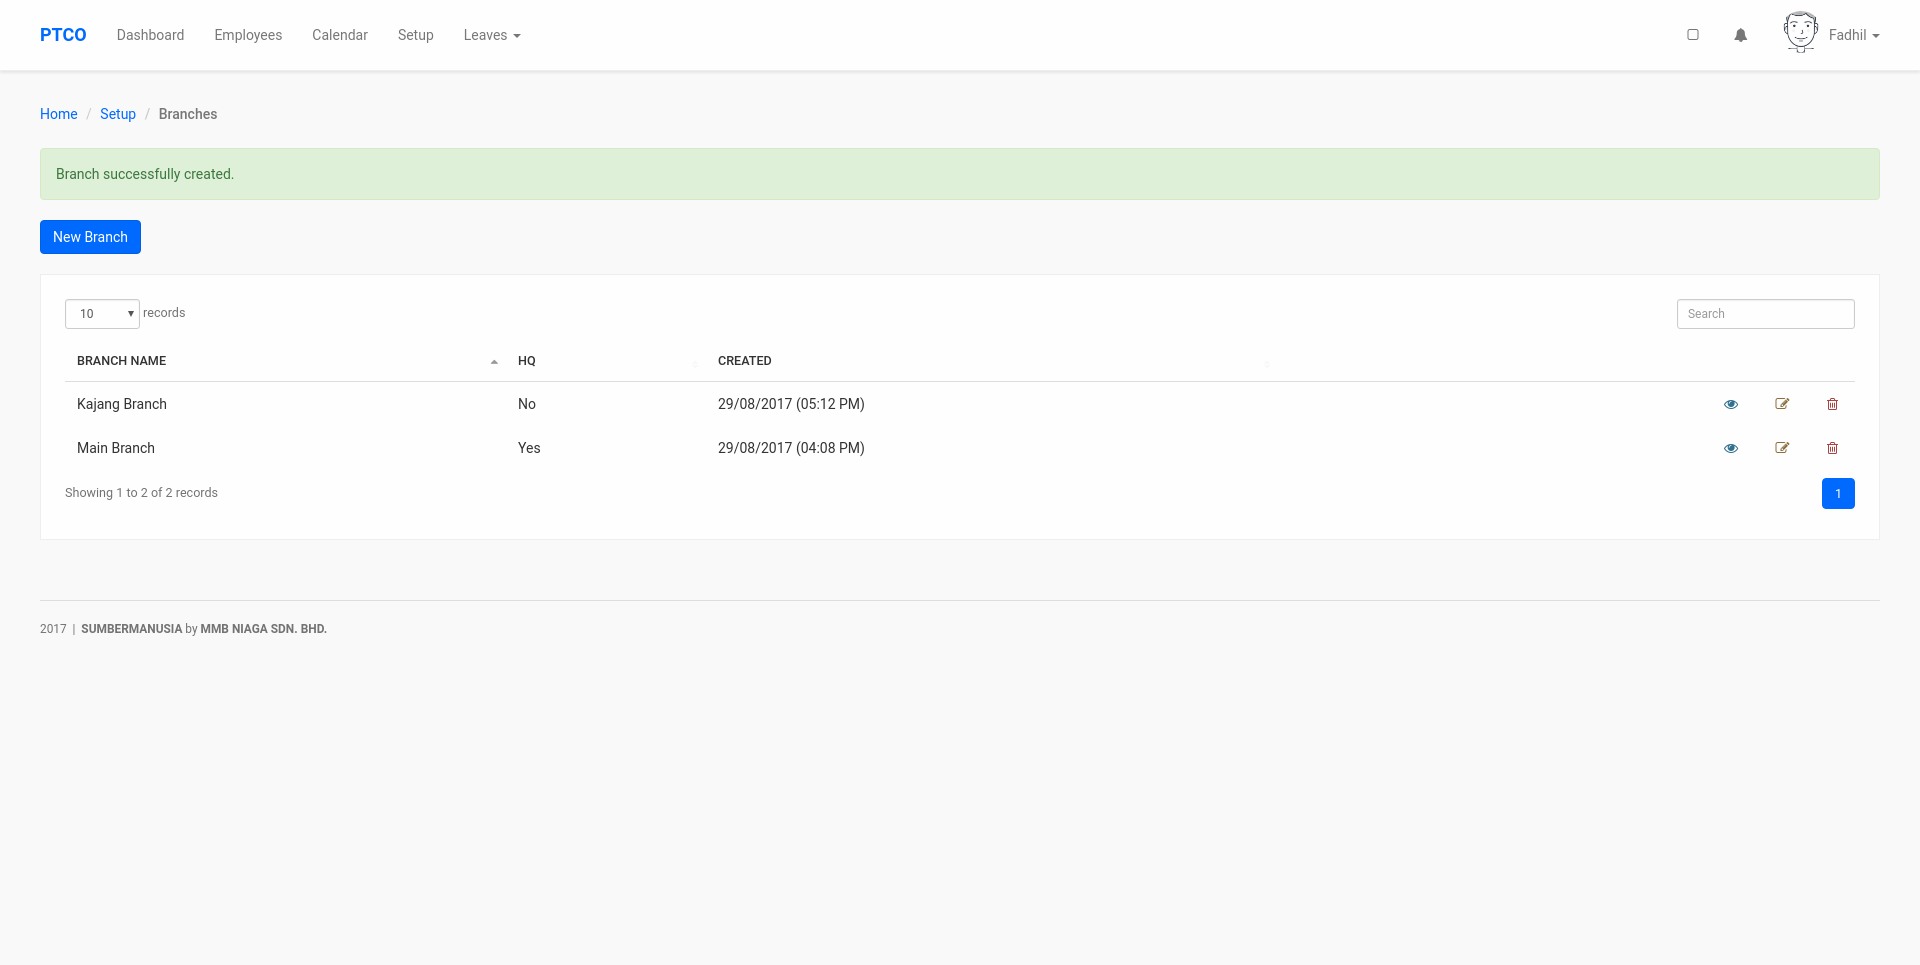 PTCO Dashboard Employees Calendar Setup Leaves Fadhil
Home / Setup / Branches
Branch successfully created.
New Branch
10 records Search
BRANCH NAME HQ CREATED
Kajang Branch No 29/08/2017 (05:12 PM)
Main Branch Yes 29/08/2017 (04:08 PM)
Showing 1 to 2 of 2 records 1
2017 | SUMBERMANUSIA by MMB NIAGA SDN. BHD.